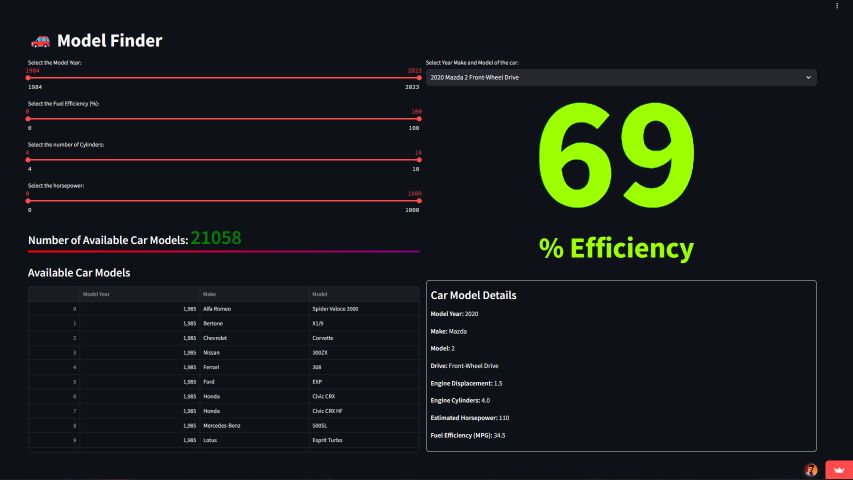 Model Finder
Select the Model Year:
1984 2023
1984 2023
Select the Fuel Efficiency (%):
0 100
0 100
Select the number of Cylinders:
4 10
4 10
Select the horsepower:
0 1000
0 1000
Number of Available Car Models: 21058
Available Car Models
Model Year Make Model
0 1,985 Alfa Romeo Spider Veloce 2000
1 1,985 Bertone X1/9
2 1,985 Chevrolet Corvette
3 1,985 Nissan 300ZX
4 1,985 Ferrari 308
5 1,985 Ford EXP
6 1,985 Honda Civic CRX
7 1,985 Honda Civic CRX HF
8 1,985 Mercedes-Benz 500SL
9 1,985 Lotus Esprit Turbo
Select Year Make and Model of the car:
2020 Mazda 2 Front-Wheel Drive
69
% Efficiency
Car Model Details
Model Year: 2020
Make: Mazda
Model: 2
Drive: Front-Wheel Drive
Engine Displacement: 1.5
Engine Cylinders: 4.0
Estimated Horsepower: 110
Fuel Efficiency (MPG): 34.5